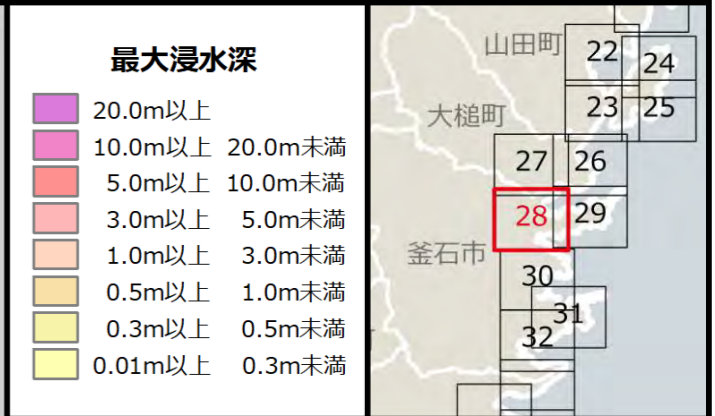 最大浸水深
20.0m以上
10.0m以上 20.0m未満
5.0m以上 10.0m未満
3.0m以上 5.0m未満
1.0m以上 3.0m未満
0.5m以上 1.0m未満
0.3m以上 0.5m未満
0.01m以上 0.3m未満
山田町
22
24
大槌町
23
25
27
26
28
29
釜石市
30
31
32